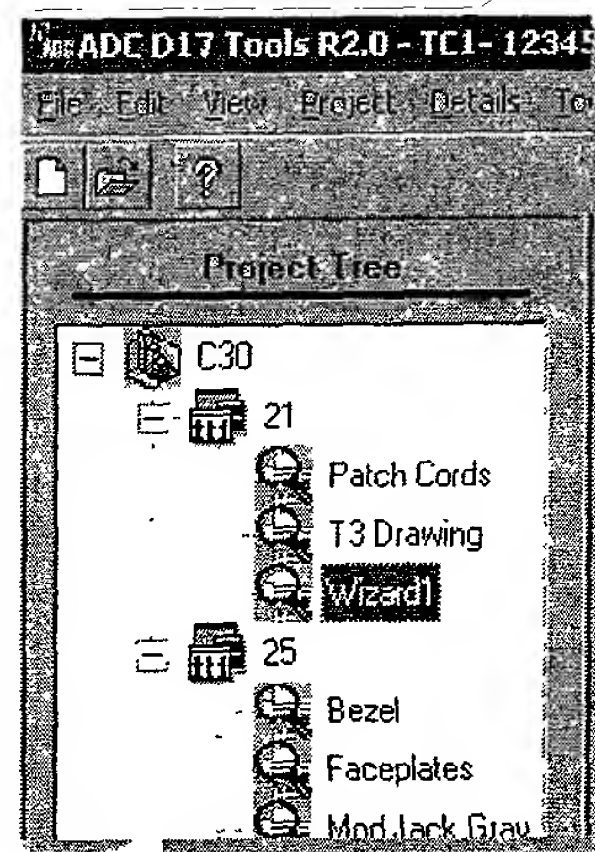 ADC D17 Tools R2.0 - TC1- 12345
File Edit View Project Details
Project Tree
C30
21
Patch Cords
T3 Drawing
Wizard1
25
Bezel
Faceplates
Mod Jack Gray